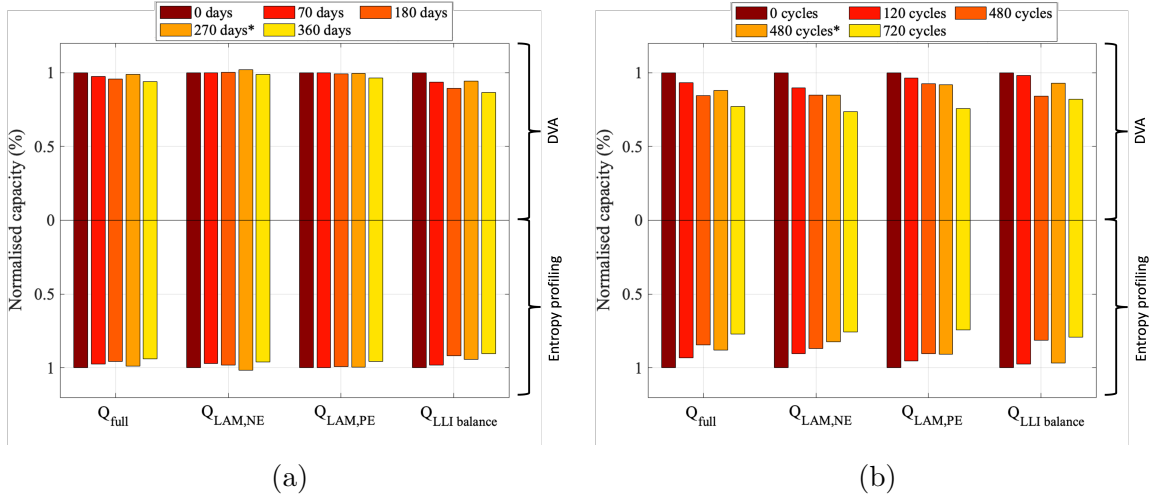 0 days 70 days 180 days
270 days* 360 days
Normalised capacity (%)
1
0.5
0
0.5
1
Q_full Q_LAM,NE Q_LAM,PE Q_LLI balance
DVA
Entropy profiling
(a)
0 cycles 120 cycles 480 cycles
480 cycles* 720 cycles
Normalised capacity (%)
1
0.5
0
0.5
1
Q_full Q_LAM,NE Q_LAM,PE Q_LLI balance
DVA
Entropy profiling
(b)